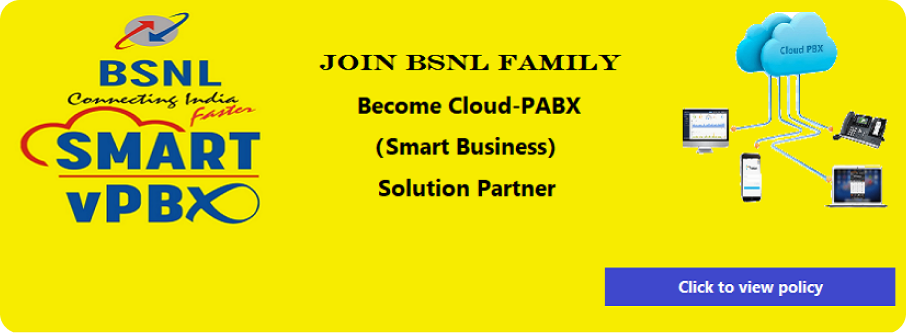 BSNL
Connecting India
Faster
SMART
vPBX
JOIN BSNL FAMILY
Become Cloud-PABX
(Smart Business)
Solution Partner
Cloud PBX
Click to view policy